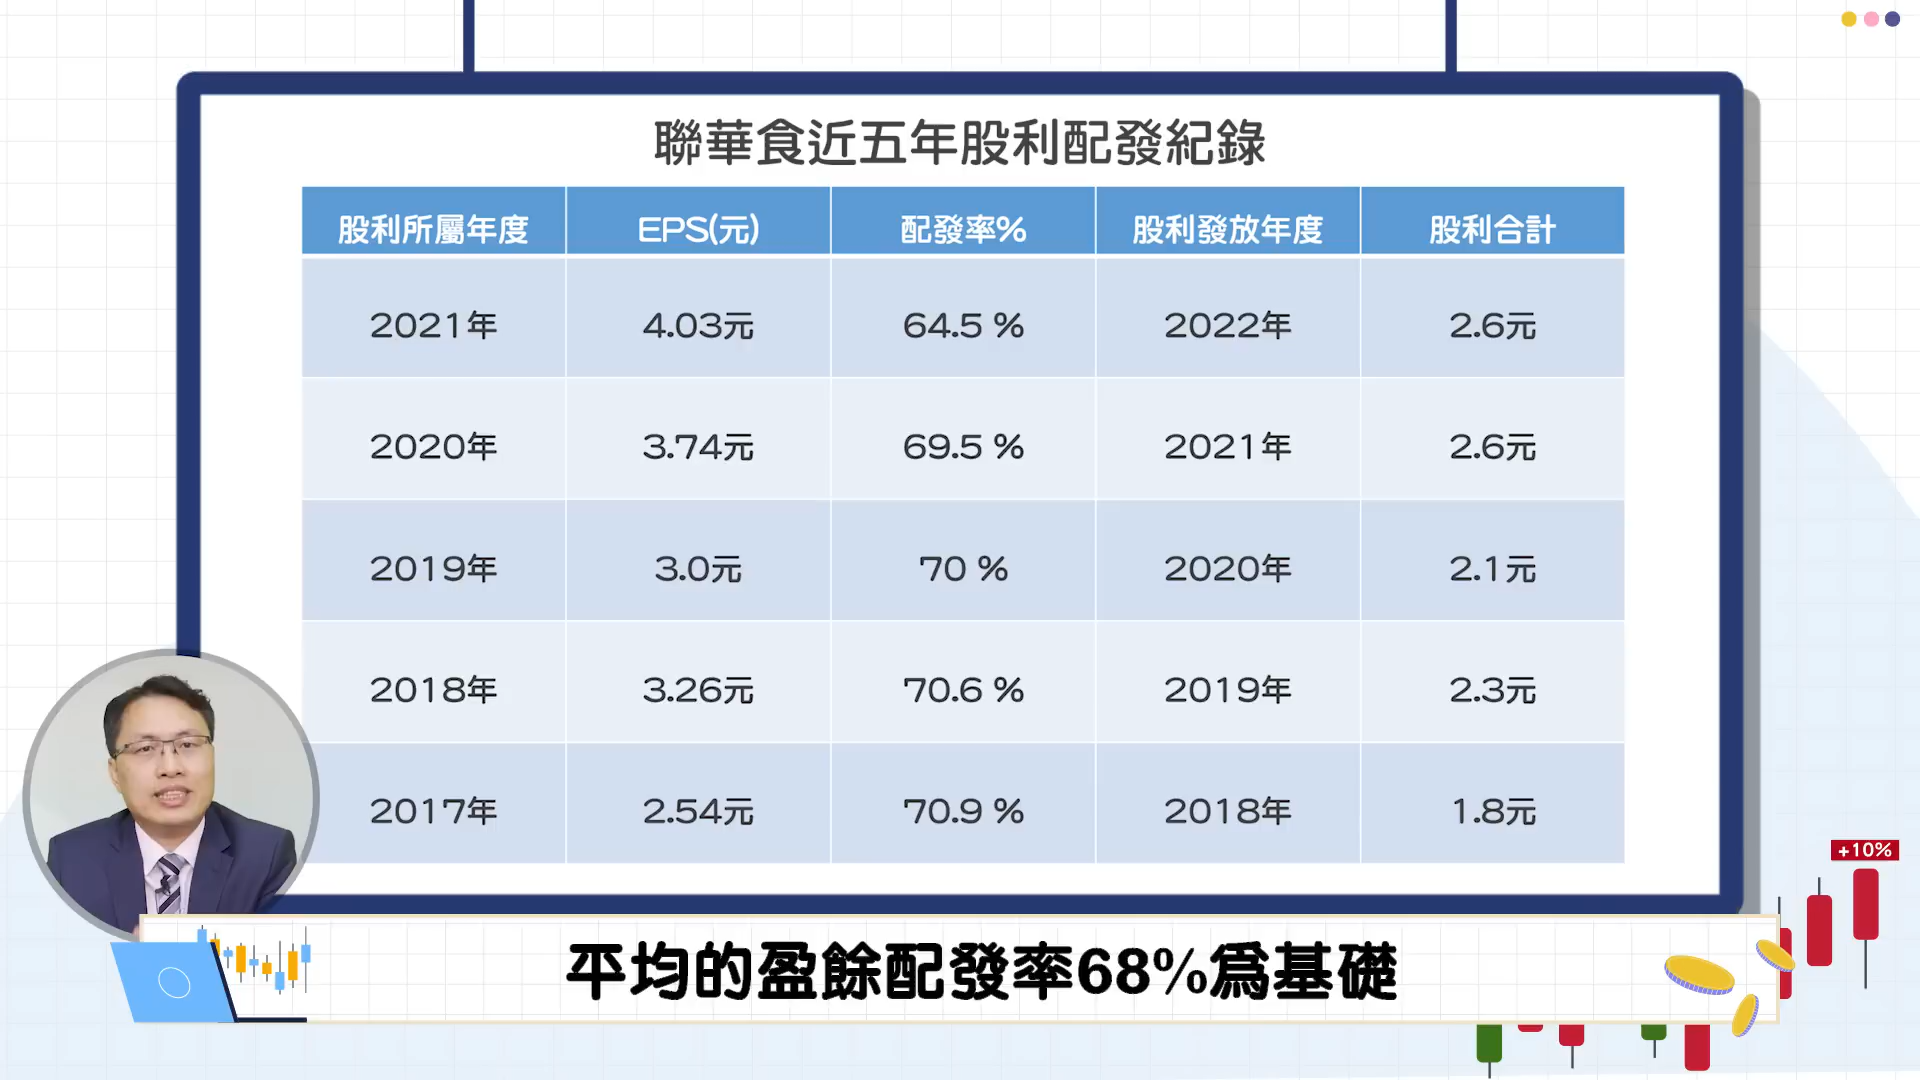 聯華食近五年股利配發紀錄
股利所屬年度 EPS(元) 配發率% 股利發放年度 股利合計
2021年 4.03元 64.5 % 2022年 2.6元
2020年 3.74元 69.5 % 2021年 2.6元
2019年 3.0元 70 % 2020年 2.1元
2018年 3.26元 70.6 % 2019年 2.3元
2017年 2.54元 70.9 % 2018年 1.8元
+10%
平均的盈餘配發率68%為基礎